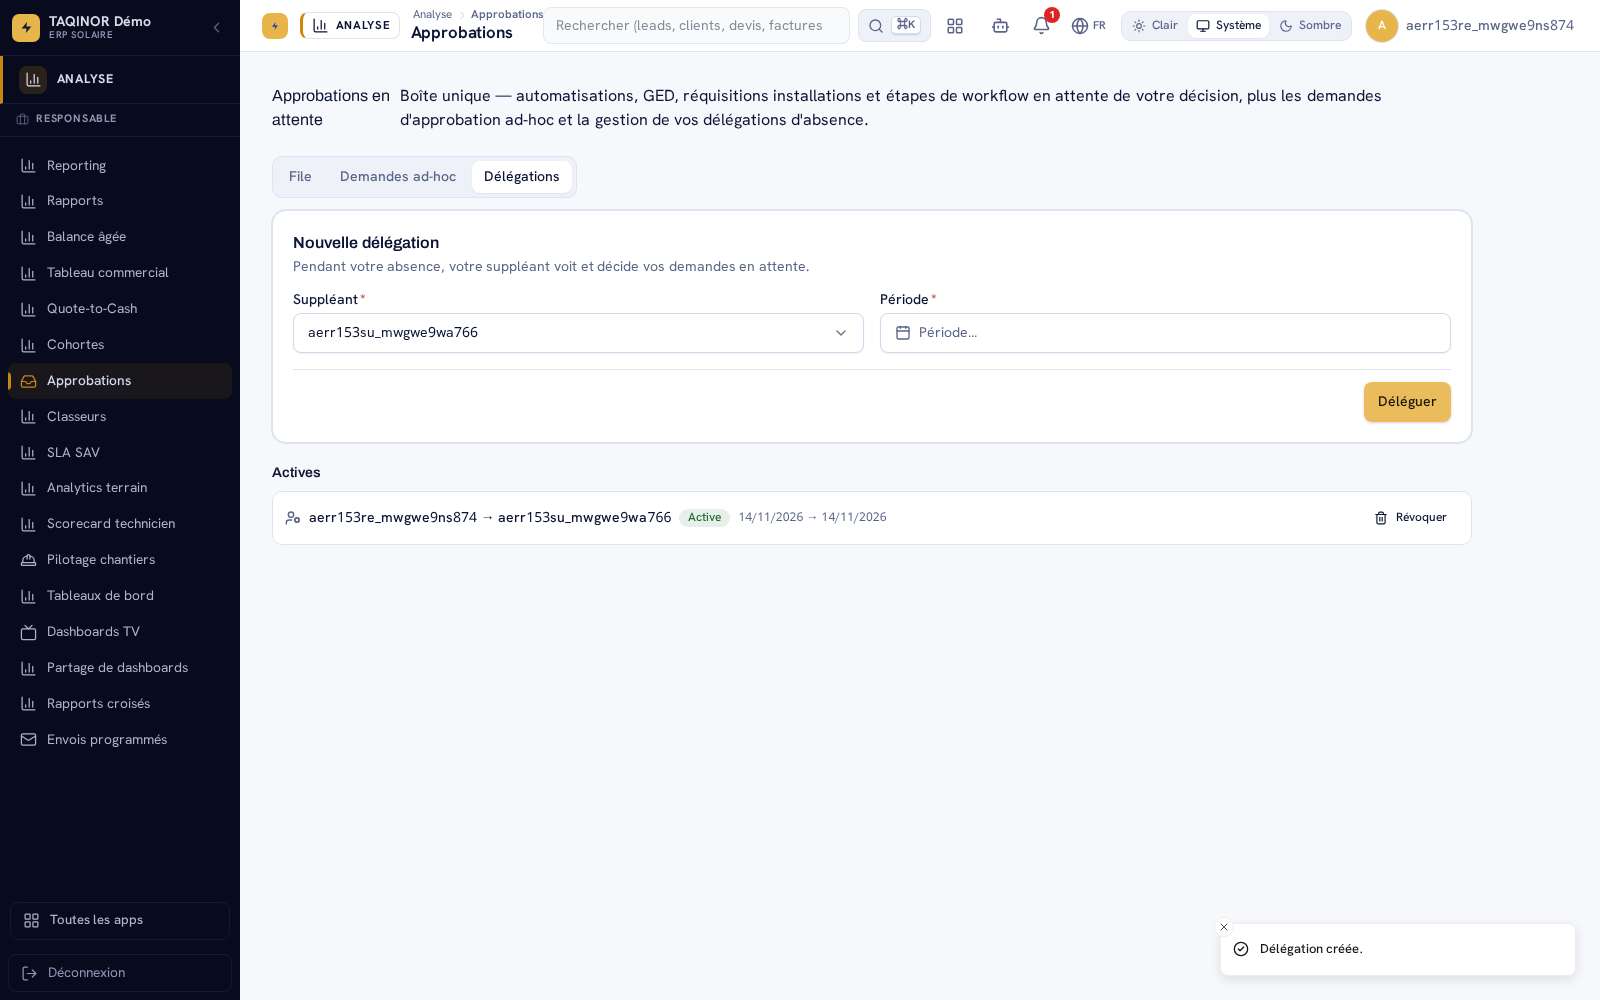 TAQINOR Démo
ERP SOLAIRE
ANALYSE
RESPONSABLE
Reporting
Rapports
Balance âgée
Tableau commercial
Quote-to-Cash
Cohortes
Approbations
Classeurs
SLA SAV
Analytics terrain
Scorecard technicien
Pilotage chantiers
Tableaux de bord
Dashboards TV
Partage de dashboards
Rapports croisés
Envois programmés
Toutes les apps
Déconnexion
ANALYSE
Analyse > Approbations
Approbations
Rechercher (leads, clients, devis, factures
⌘K
1
FR
Clair
Système
Sombre
A
aerr153re_mwgwe9ns874
Approbations en attente
Boîte unique — automatisations, GED, réquisitions installations et étapes de workflow en attente de votre décision, plus les demandes
d'approbation ad-hoc et la gestion de vos délégations d'absence.
File
Demandes ad-hoc
Délégations
Nouvelle délégation
Pendant votre absence, votre suppléant voit et décide vos demandes en attente.
Suppléant *
Période *
aerr153su_mwgwe9wa766
Période...
Déléguer
Actives
aerr153re_mwgwe9ns874 → aerr153su_mwgwe9wa766 Active 14/11/2026 → 14/11/2026
Révoquer
Délégation créée.